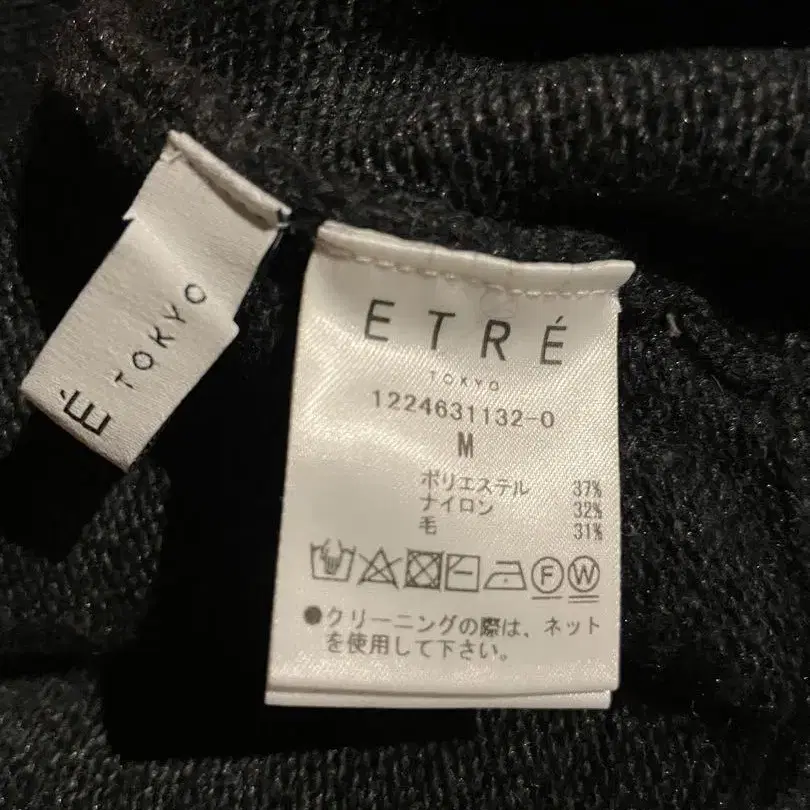 É TOKYO
ETRÉ
TOKYO
1224631132-0
M
ポリエステル 37%
ナイロン 32%
毛 31%
F W
●クリーニングの際は、ネット
を使用して下さい。